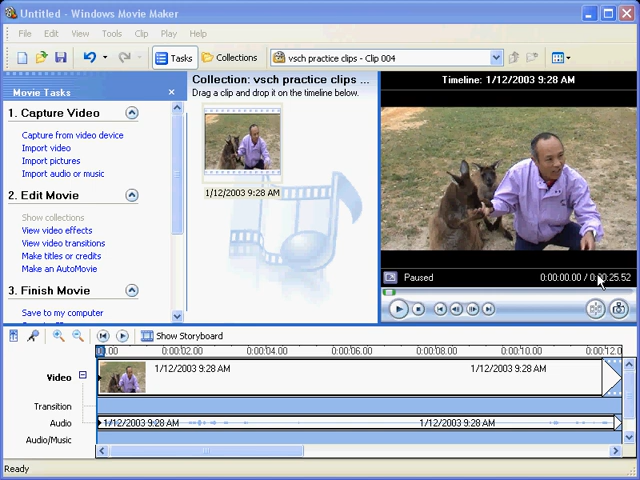 Untitled - Windows Movie Maker
File Edit View Tools Clip Play Help
Tasks Collections vsch practice clips - Clip 004
Movie Tasks
1. Capture Video
Capture from video device
Import video
Import pictures
Import audio or music
2. Edit Movie
Show collections
View video effects
View video transitions
Make titles or credits
Make an AutoMovie
3. Finish Movie
Save to my computer
Collection: vsch practice clips ...
Drag a clip and drop it on the timeline below.
1/12/2003 9:28 AM
Timeline: 1/12/2003 9:28 AM
Paused 0:00:00.00 / 0:00:25.52
Show Storyboard
.00 0:00:02.00 0:00:04.00 0:00:06.00 0:00:08.00 0:00:10.00 0:00:12.0
Video 1/12/2003 9:28 AM 1/12/2003 9:28 AM
Transition
Audio 1/12/2003 9:28 AM 1/12/2003 9:28 AM
Audio/Music
Ready